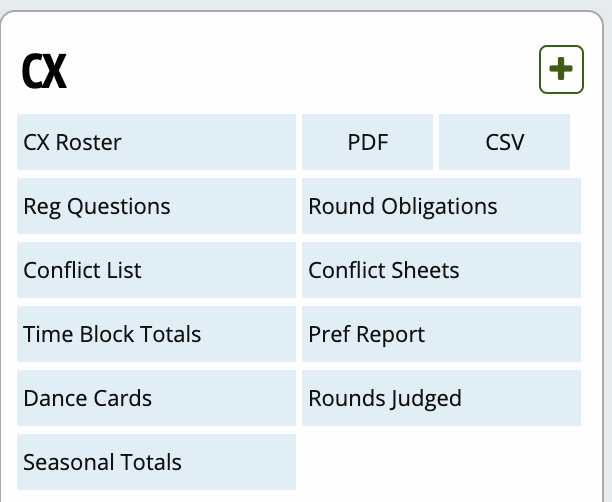 CX
CX Roster PDF CSV
Reg Questions Round Obligations
Conflict List Conflict Sheets
Time Block Totals Pref Report
Dance Cards Rounds Judged
Seasonal Totals